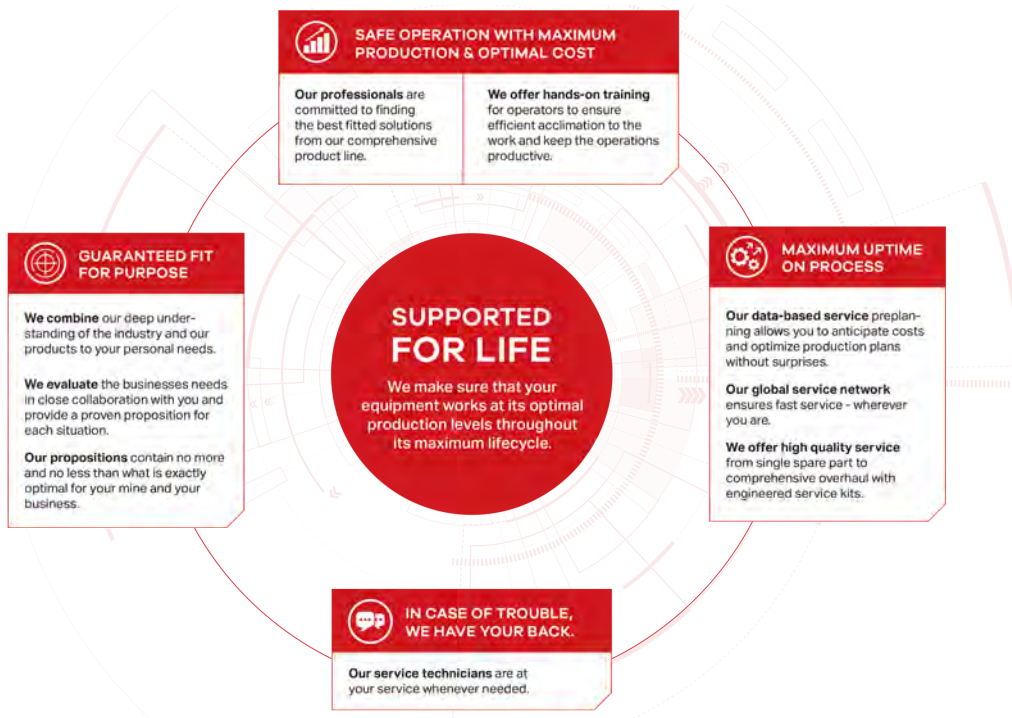 SAFE OPERATION WITH MAXIMUM
PRODUCTION & OPTIMAL COST
Our professionals are
committed to finding
the best fitted solutions
from our comprehensive
product line.
We offer hands-on training
for operators to ensure
efficient acclimation to the
work and keep the operations
productive.
GUARANTEED FIT
FOR PURPOSE
We combine our deep under-
standing of the industry and our
products to your personal needs.
We evaluate the businesses needs
in close collaboration with you and
provide a proven proposition for
each situation.
Our propositions contain no more
and no less than what is exactly
optimal for your mine and your
business.
SUPPORTED
FOR LIFE
We make sure that your
equipment works at its optimal
production levels throughout
its maximum lifecycle.
MAXIMUM UPTIME
ON PROCESS
Our data-based service preplan-
ning allows you to anticipate costs
and optimize production plans
without surprises.
Our global service network
ensures fast service - wherever
you are.
We offer high quality service
from single spare part to
comprehensive overhaul with
engineered service kits.
IN CASE OF TROUBLE,
WE HAVE YOUR BACK.
Our service technicians are at
your service whenever needed.